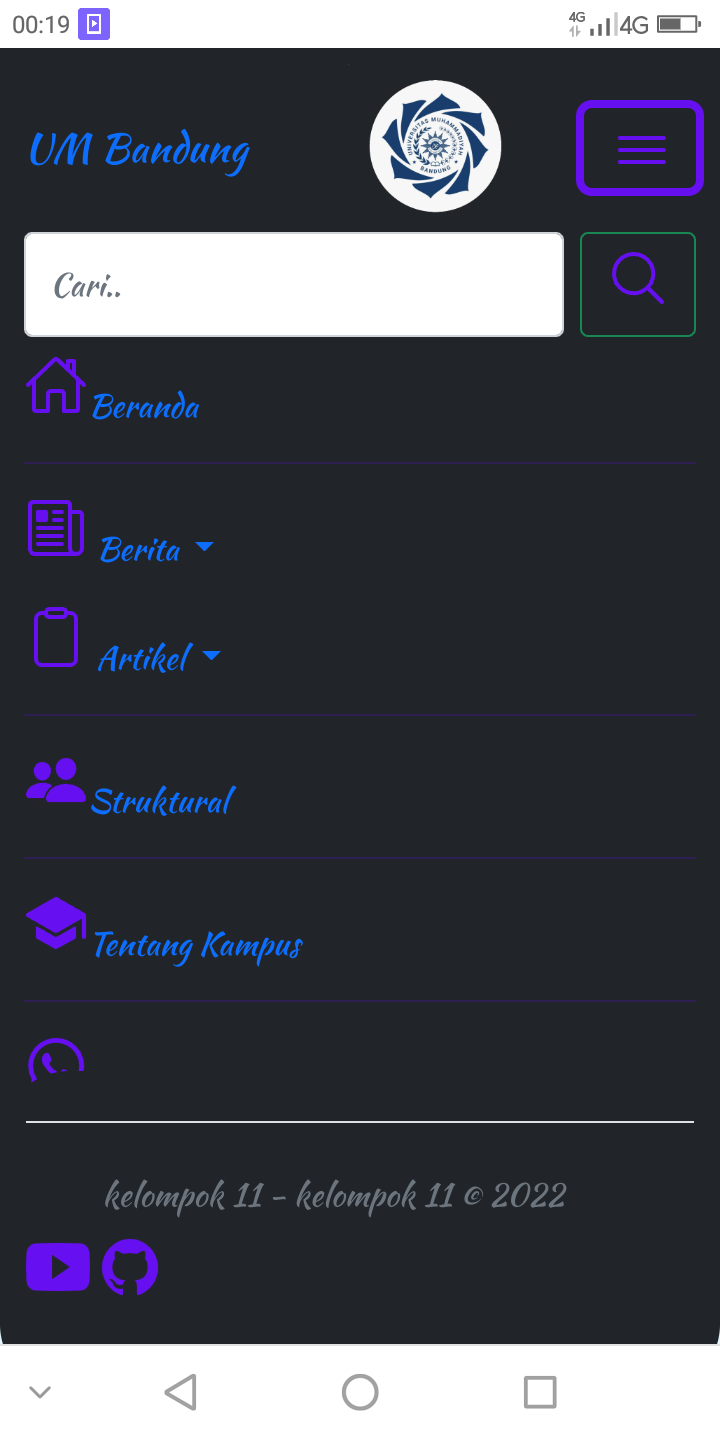 00:19
4G
4G
UM Bandung
UNIVERSITAS MUHAMMADIYAH
BANDUNG
Cari..
Beranda
Berita
Artikel
Struktural
Tentang Kampus
kelompok 11 - kelompok 11 © 2022